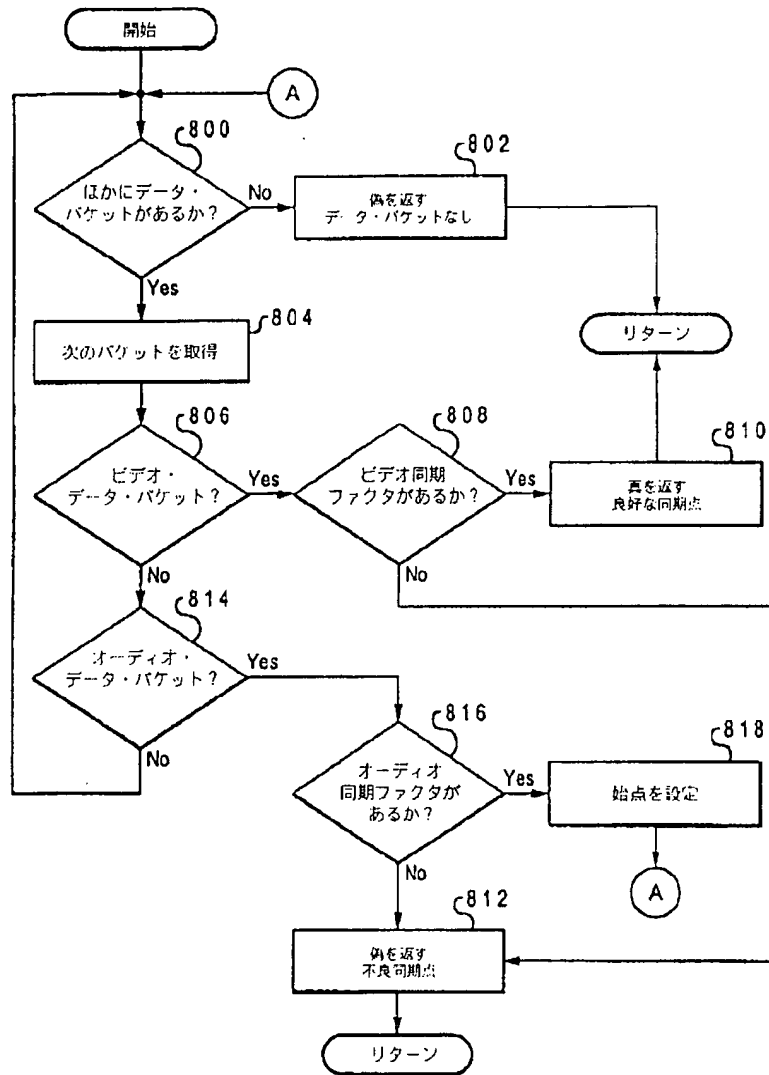 開始
A
800
ほかにデータ・
パケットがあるか?
No
802
偽を返す
データ・パケットなし
Yes
804
次のパケットを取得
リターン
806
ビデオ・
データ・パケット?
Yes
808
ビデオ同期
ファクタがあるか?
Yes
810
真を返す
良好な同期点
No
No
814
オーディオ・
データ・パケット?
Yes
No
816
オーディオ
同期ファクタが
あるか?
Yes
818
始点を設定
A
No
812
偽を返す
不良同期点
リターン